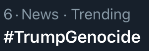 6 · News · Trending
#TrumpGenocide